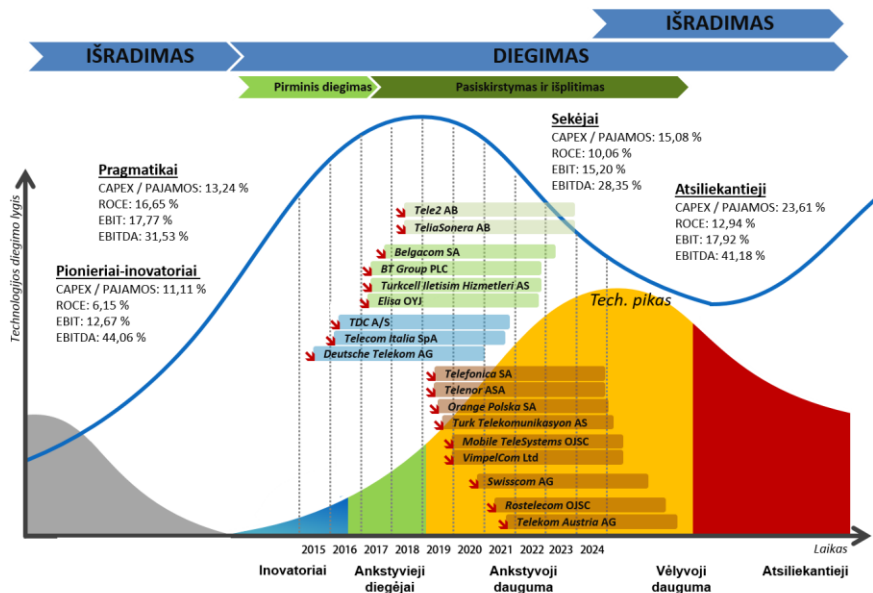 IŠRADIMAS
IŠRADIMAS
DIEGIMAS
Pirminis diegimas
Pasiskirstymas ir išplitimas
Sekėjai
CAPEX / PAJAMOS: 15,08 %
ROCE: 10,06 %
EBIT: 15,20 %
EBITDA: 28,35 %
Pragmatikai
CAPEX / PAJAMOS: 13,24 %
ROCE: 16,65 %
EBIT: 17,77 %
EBITDA: 31,53 %
Atsiliekantieji
CAPEX / PAJAMOS: 23,61 %
ROCE: 12,94 %
EBIT: 17,92 %
EBITDA: 41,18 %
Pionieriai-inovatoriai
CAPEX / PAJAMOS: 11,11 %
ROCE: 6,15 %
EBIT: 12,67 %
EBITDA: 44,06 %
Technologijos diegimo lygis
Tele2 AB
TeliaSonera AB
Belgacom SA
BT Group PLC
Turkcell Iletisim Hizmetleri AS
Elisa OYJ
Tech. pikas
TDC A/S
Telecom Italia SpA
Deutsche Telekom AG
Telefonica SA
Telenor ASA
Orange Polska SA
Turk Telekomunikasyon AS
Mobile TeleSystems OJSC
VimpelCom Ltd
Swisscom AG
Rostelecom OJSC
Telekom Austria AG
2015 2016 2017 2018 2019 2020 2021 2022 2023 2024
Laikas
Inovatoriai
Ankstyvieji diegėjai
Ankstyvoji dauguma
Vėlyvoji dauguma
Atsiliekantieji